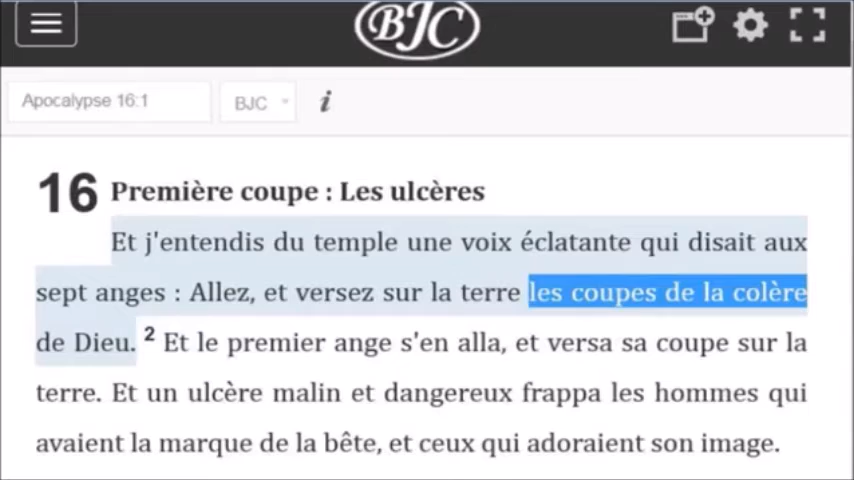 BJC
Apocalypse 16:1
BJC
i
16 Première coupe : Les ulcères
Et j'entendis du temple une voix éclatante qui disait aux
sept anges : Allez, et versez sur la terre les coupes de la colère
de Dieu. 2 Et le premier ange s'en alla, et versa sa coupe sur la
terre. Et un ulcère malin et dangereux frappa les hommes qui
avaient la marque de la bête, et ceux qui adoraient son image.